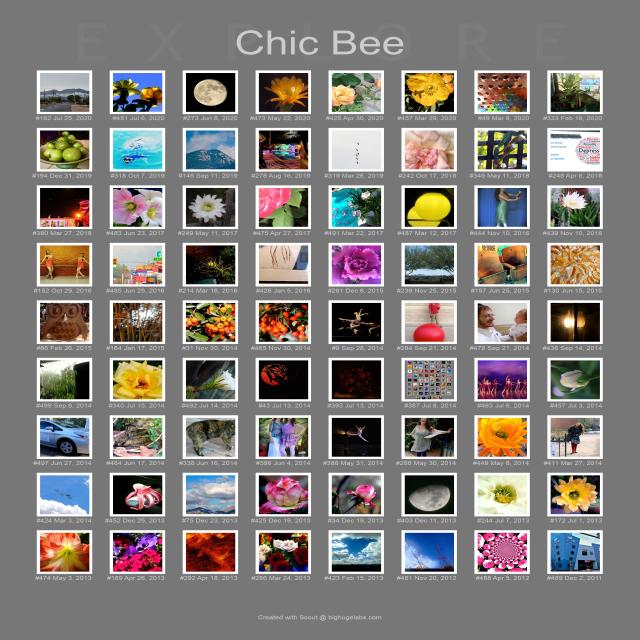 EXPLORE
Chic Bee
#182 Jul 25, 2020 #451 Jul 6, 2020 #273 Jun 8, 2020 #473 May 22, 2020 #425 Apr 30, 2020 #457 Mar 29, 2020 #49 Mar 9, 2020 #333 Feb 18, 2020
#194 Dec 31, 2019 #318 Oct 7, 2019 #146 Sep 11, 2019 #278 Aug 16, 2019 #319 Mar 26, 2019 #242 Oct 17, 2018 #346 May 11, 2018 #248 Apr 6, 2018
Depress
#380 Mar 27, 2018 #483 Jun 23, 2017 #249 May 11, 2017 #475 Apr 27, 2017 #491 Mar 22, 2017 #487 Mar 12, 2017 #444 Nov 10, 2016 #439 Nov 10, 2016
#152 Oct 29, 2016 #485 Jun 25, 2016 #214 Mar 16, 2016 #428 Jan 5, 2016 #281 Dec 6, 2015 #239 Nov 25, 2015 #157 Jun 25, 2015 #130 Jun 15, 2015
#86 Feb 26, 2015 #164 Jan 17, 2015 #31 Nov 30, 2014 #465 Nov 30, 2014 #9 Sep 28, 2014 #284 Sep 21, 2014 #478 Sep 21, 2014 #436 Sep 14, 2014
#499 Sep 6, 2014 #340 Jul 15, 2014 #492 Jul 14, 2014 #43 Jul 13, 2014 #393 Jul 13, 2014 #387 Jul 8, 2014 #463 Jul 6, 2014 #457 Jul 3, 2014
#497 Jun 27, 2014 #464 Jun 17, 2014 #338 Jun 16, 2014 #398 Jun 4, 2014 #388 May 31, 2014 #288 May 30, 2014 #449 May 8, 2014 #411 Mar 27, 2014
#424 Mar 3, 2014 #452 Dec 25, 2013 #75 Dec 23, 2013 #425 Dec 19, 2013 #34 Dec 19, 2013 #403 Dec 11, 2013 #244 Jul 7, 2013 #172 Jul 1, 2013
#474 May 3, 2013 #189 Apr 26, 2013 #292 Apr 18, 2013 #286 Mar 24, 2013 #423 Feb 15, 2013 #481 Nov 20, 2012 #488 Apr 5, 2012 #489 Dec 2, 2011
Created with Scout @ bighugelabs.com